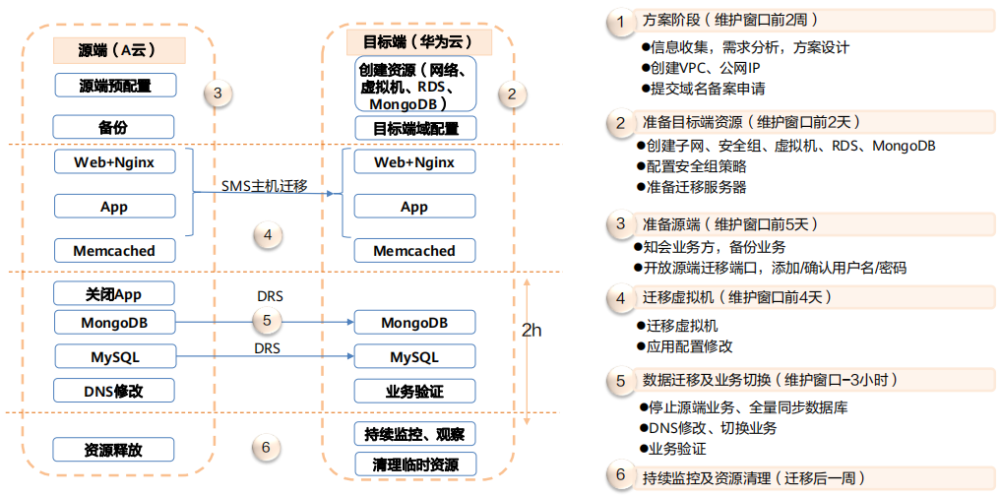 源端（A云）
源端预配置
备份
Web+Nginx
App
Memcached
关闭App
MongoDB
MySQL
DNS修改
资源释放
3
SMS主机迁移
4
DRS
5
DRS
6
目标端（华为云）
创建资源（网络、
虚拟机、RDS、
MongoDB）
目标端域配置
2
Web+Nginx
App
Memcached
MongoDB
MySQL
业务验证
持续监控、观察
清理临时资源
2h
1 方案阶段（维护窗口前2周）
●信息收集，需求分析，方案设计
●创建VPC、公网IP
●提交域名备案申请
2 准备目标端资源（维护窗口前2天）
●创建子网、安全组、虚拟机、RDS、MongoDB
●配置安全组策略
●准备迁移服务器
3 准备源端（维护窗口前5天）
●知会业务方，备份业务
●开放源端迁移端口，添加/确认用户名/密码
4 迁移虚拟机（维护窗口前4天）
●迁移虚拟机
●应用配置修改
5 数据迁移及业务切换（维护窗口-3小时）
●停止源端业务、全量同步数据库
●DNS修改、切换业务
●业务验证
6 持续监控及资源清理（迁移后一周）